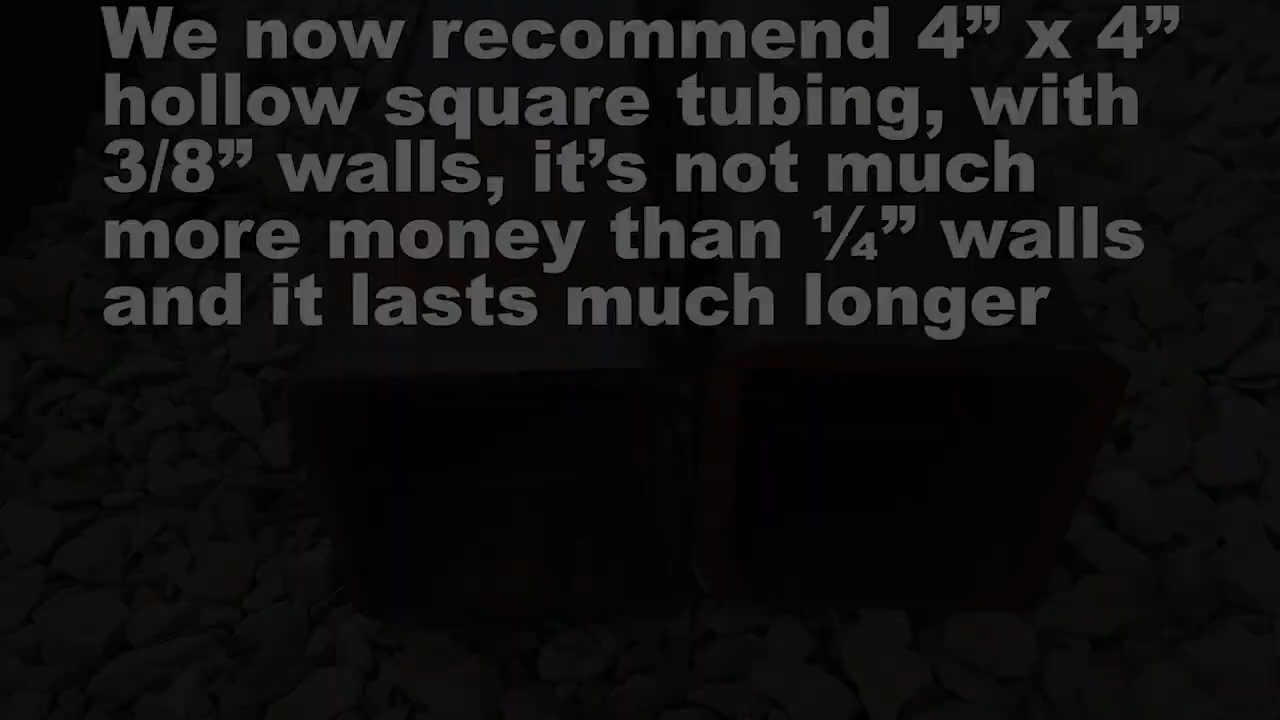 We now recommend 4” x 4”
hollow square tubing, with
3/8” walls, it’s not much
more money than ¼” walls
and it lasts much longer